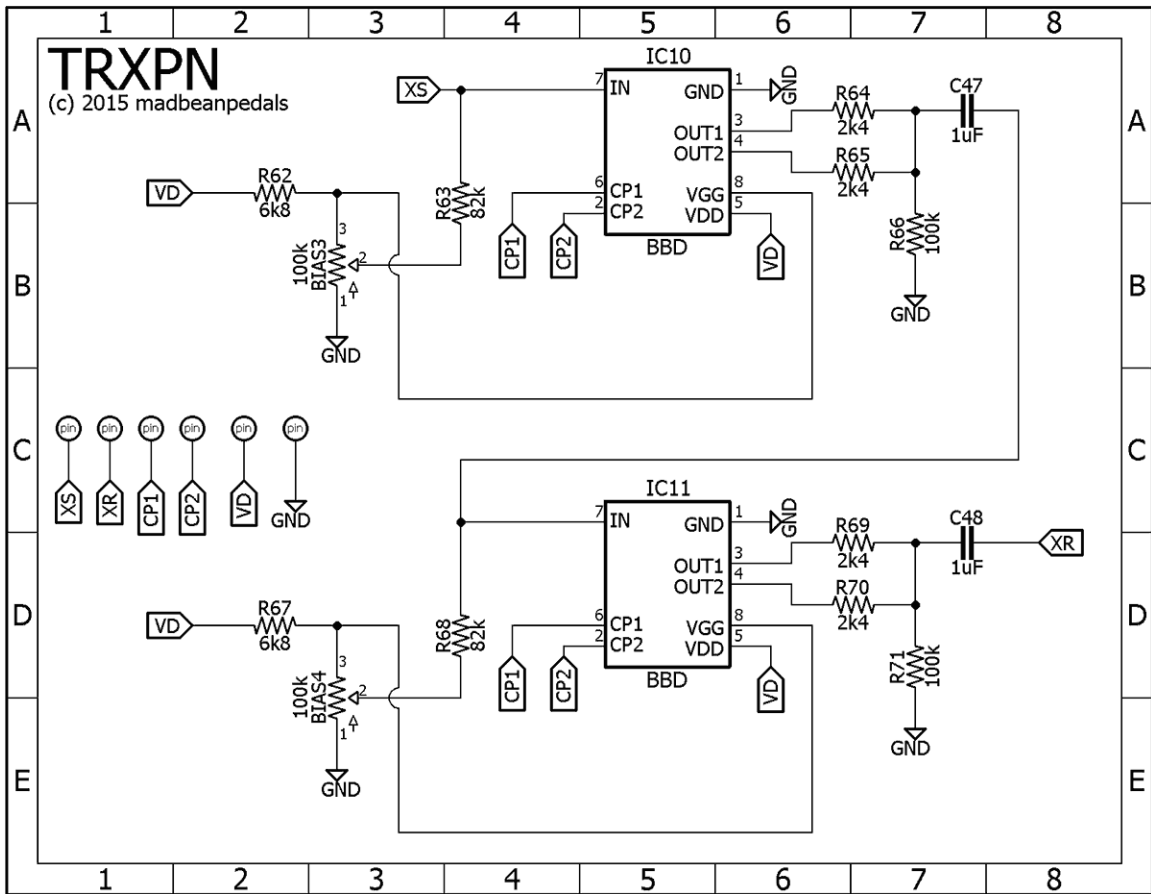 1 2 3 4 5 6 7 8
TRXPN
(c) 2015 madbeanpedals
A A
B B
C C
D D
E E
XS
IC10
7 IN
GND 1 GND
OUT1 3
OUT2 4
6 CP1
2 CP2
VGG 8
VDD 5
BBD
CP1 CP2 VD
R64
2k4
R65
2k4
C47
1uF
R66
100k
GND
VD
R62
6k8
R63
82k
3
100k
BIAS3
2
1
GND
pin pin pin pin pin pin
XS XR CP1 CP2 VD GND
IC11
7 IN
GND 1 GND
OUT1 3
OUT2 4
6 CP1
2 CP2
VGG 8
VDD 5
BBD
CP1 CP2 VD
R69
2k4
R70
2k4
C48
1uF
XR
R71
100k
GND
VD
R67
6k8
R68
82k
3
100k
BIAS4
2
1
GND
1 2 3 4 5 6 7 8